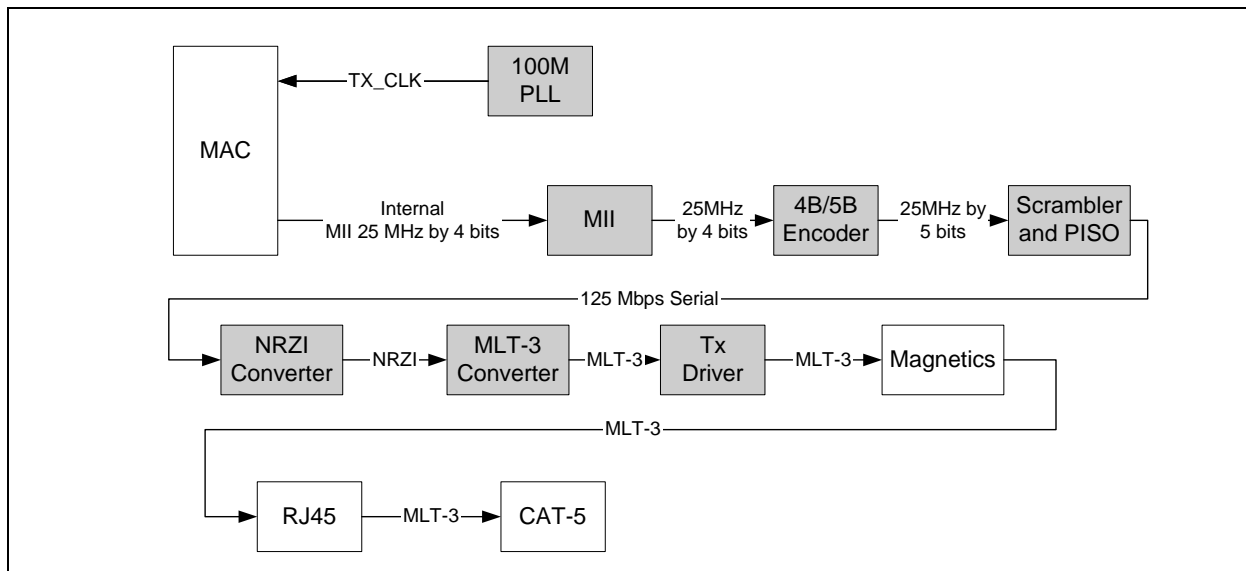 100M
PLL
TX_CLK
MAC
Internal
MII 25 MHz by 4 bits
MII
25MHz
by 4 bits
4B/5B
Encoder
25MHz by
5 bits
Scrambler
and PISO
125 Mbps Serial
NRZI
Converter
NRZI
MLT-3
Converter
MLT-3
Tx
Driver
MLT-3
Magnetics
MLT-3
RJ45
MLT-3
CAT-5